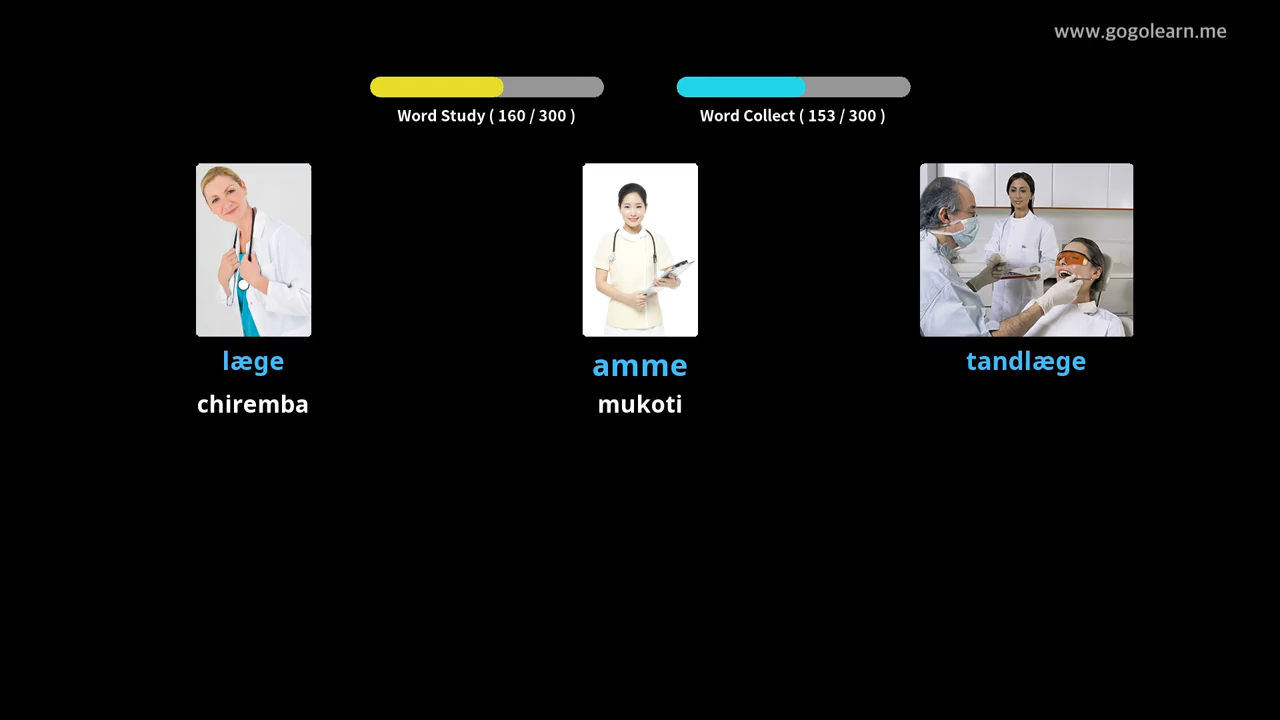 www.gogolearn.me
Word Study ( 160 / 300 )
Word Collect ( 153 / 300 )
læge
amme
tandlæge
chiremba
mukoti